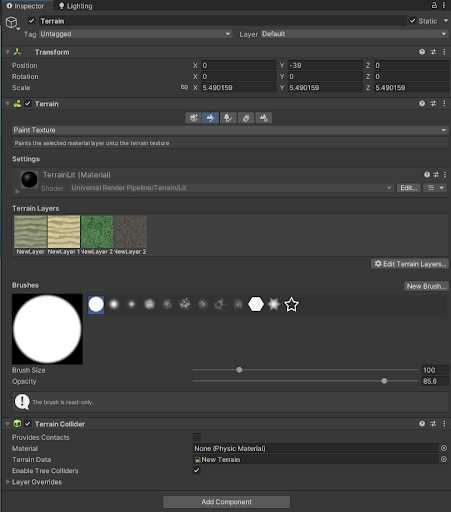 Inspector Lighting
Terrain Static
Tag Untagged Layer Default
Transform
Position X 0 Y -39 Z 0
Rotation X 0 Y 0 Z 0
Scale X 5.490159 Y 5.490159 Z 5.490159
Terrain
Paint Texture
Paints the selected material layer onto the terrain texture
Settings
TerrainLit (Material)
Shader Universal Render Pipeline/Terrain/Lit Edit...
Terrain Layers
NewLayer NewLayer 1 NewLayer 2 NewLayer 2
Edit Terrain Layers...
Brushes New Brush...
Brush Size 100
Opacity 85.6
The brush is read-only.
Terrain Collider
Provides Contacts
Material None (Physic Material)
Terrain Data New Terrain
Enable Tree Colliders
Layer Overrides
Add Component